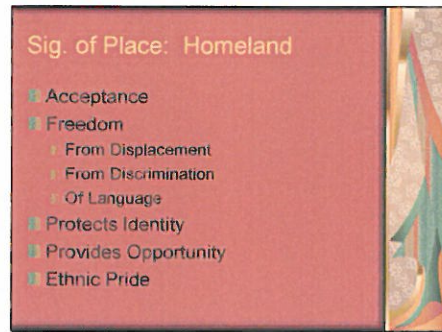 Sig. of Place: Homeland
Acceptance
Freedom
From Displacement
From Discrimination
Of Language
Protects Identity
Provides Opportunity
Ethnic Pride